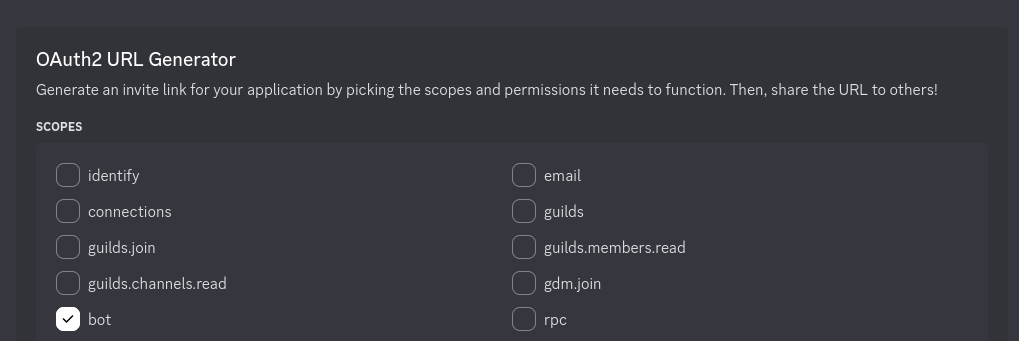 OAuth2 URL Generator
Generate an invite link for your application by picking the scopes and permissions it needs to function. Then, share the URL to others!
SCOPES
identify
email
connections
guilds
guilds.join
guilds.members.read
guilds.channels.read
gdm.join
bot
rpc